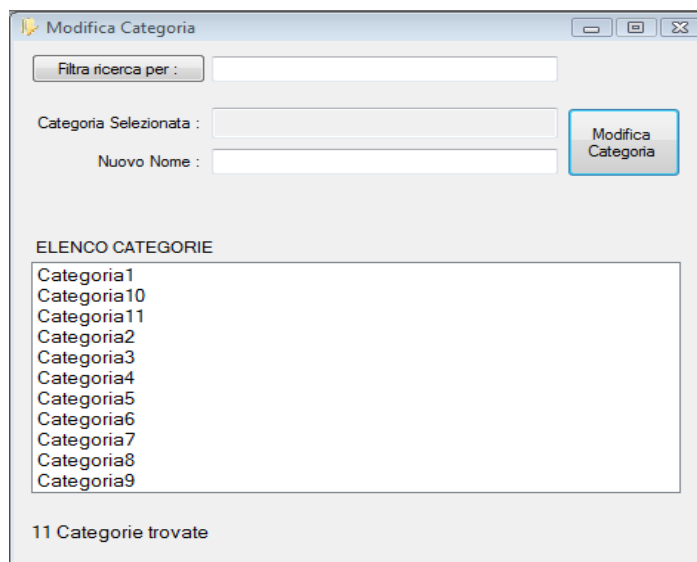 Modifica Categoria
Filtra ricerca per :
Categoria Selezionata :
Modifica
Categoria
Nuovo Nome :
ELENCO CATEGORIE
Categoria1
Categoria10
Categoria11
Categoria2
Categoria3
Categoria4
Categoria5
Categoria6
Categoria7
Categoria8
Categoria9
11 Categorie trovate